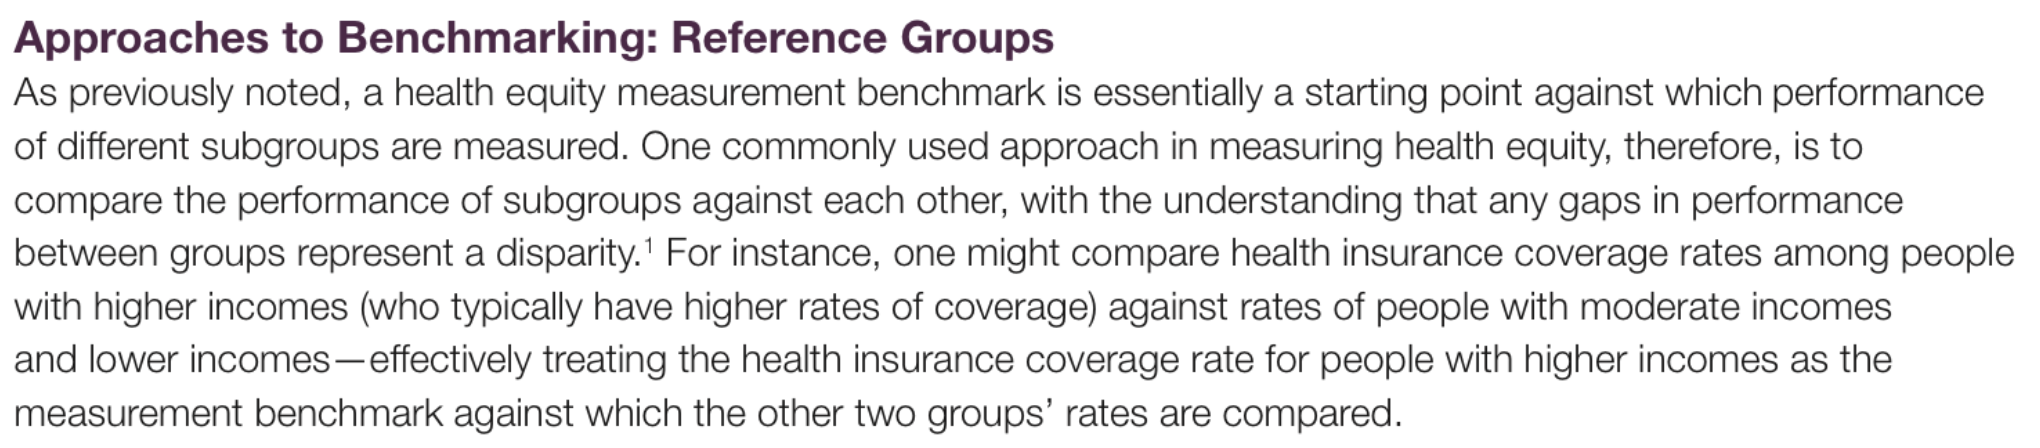 Approaches to Benchmarking: Reference Groups
As previously noted, a health equity measurement benchmark is essentially a starting point against which performance
of different subgroups are measured. One commonly used approach in measuring health equity, therefore, is to
compare the performance of subgroups against each other, with the understanding that any gaps in performance
between groups represent a disparity.¹ For instance, one might compare health insurance coverage rates among people
with higher incomes (who typically have higher rates of coverage) against rates of people with moderate incomes
and lower incomes—effectively treating the health insurance coverage rate for people with higher incomes as the
measurement benchmark against which the other two groups’ rates are compared.